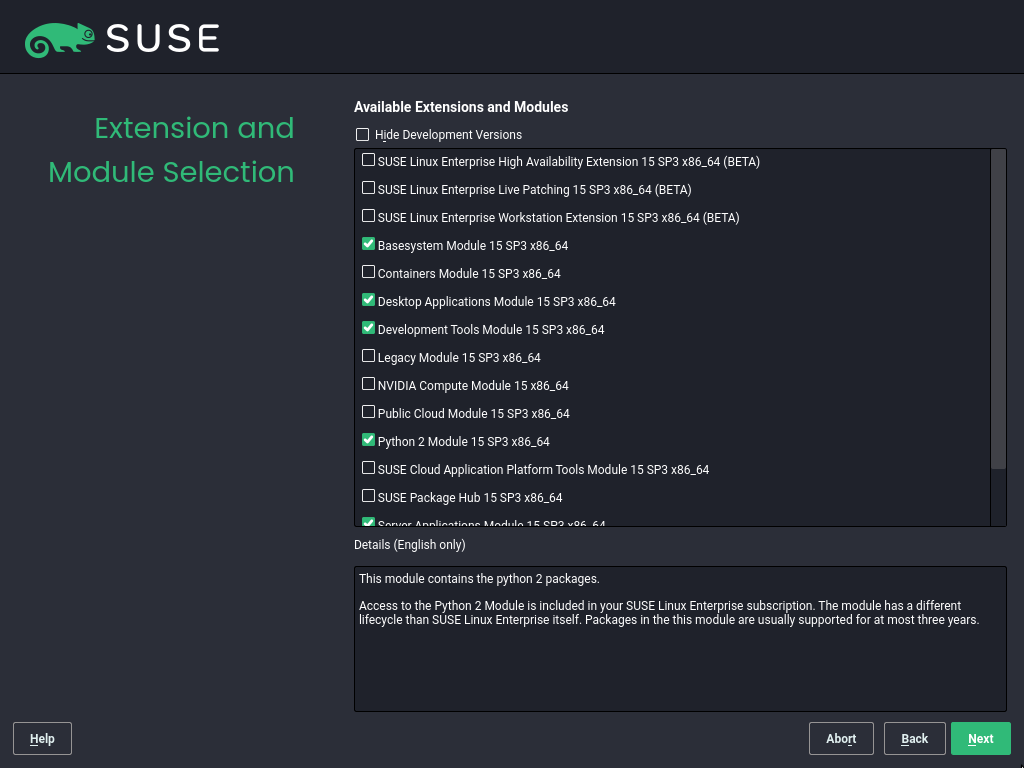 SUSE
Extension and
Module Selection
Available Extensions and Modules
Hide Development Versions
SUSE Linux Enterprise High Availability Extension 15 SP3 x86_64 (BETA)
SUSE Linux Enterprise Live Patching 15 SP3 x86_64 (BETA)
SUSE Linux Enterprise Workstation Extension 15 SP3 x86_64 (BETA)
Basesystem Module 15 SP3 x86_64
Containers Module 15 SP3 x86_64
Desktop Applications Module 15 SP3 x86_64
Development Tools Module 15 SP3 x86_64
Legacy Module 15 SP3 x86_64
NVIDIA Compute Module 15 x86_64
Public Cloud Module 15 SP3 x86_64
Python 2 Module 15 SP3 x86_64
SUSE Cloud Application Platform Tools Module 15 SP3 x86_64
SUSE Package Hub 15 SP3 x86_64
Server Applications Module 15 SP3 x86_64
Details (English only)
This module contains the python 2 packages.
Access to the Python 2 Module is included in your SUSE Linux Enterprise subscription. The module has a different
lifecycle than SUSE Linux Enterprise itself. Packages in the this module are usually supported for at most three years.
Help
Abort
Back
Next